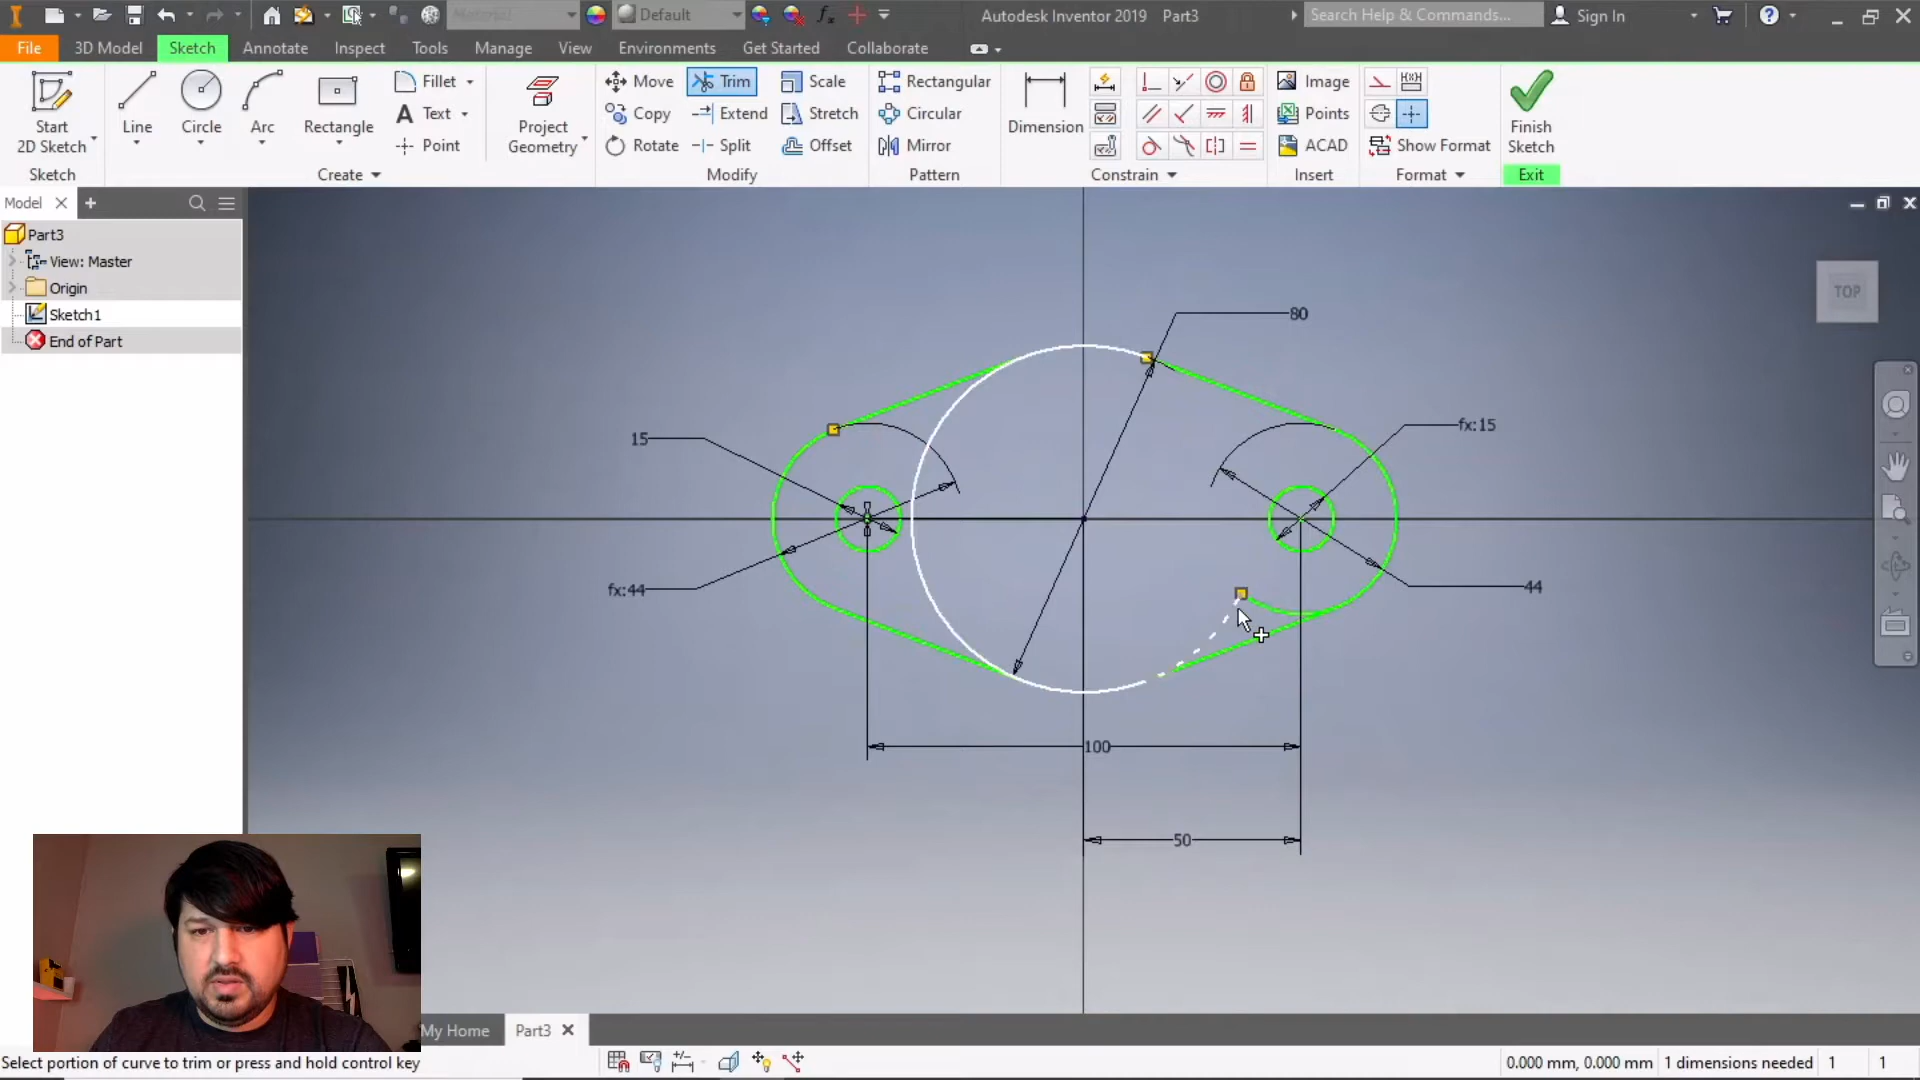 Material
Default
Autodesk Inventor 2019 Part3
Search Help & Commands...
Sign In
File 3D Model Sketch Annotate Inspect Tools Manage View Environments Get Started Collaborate
Start
2D Sketch
Line
Circle
Arc
Rectangle
Fillet
Text
Point
Project
Geometry
Move
Copy
Rotate
Trim
Extend
Split
Scale
Stretch
Offset
Rectangular
Circular
Mirror
Dimension
Image
Points
ACAD
Show Format
Finish
Sketch
Sketch Create Modify Pattern Constrain Insert Format Exit
Model
Part3
View: Master
Origin
Sketch1
End of Part
TOP
80
15
fx:15
fx:44
44
100
50
My Home Part3
Select portion of curve to trim or press and hold control key
0.000 mm, 0.000 mm 1 dimensions needed 1 1